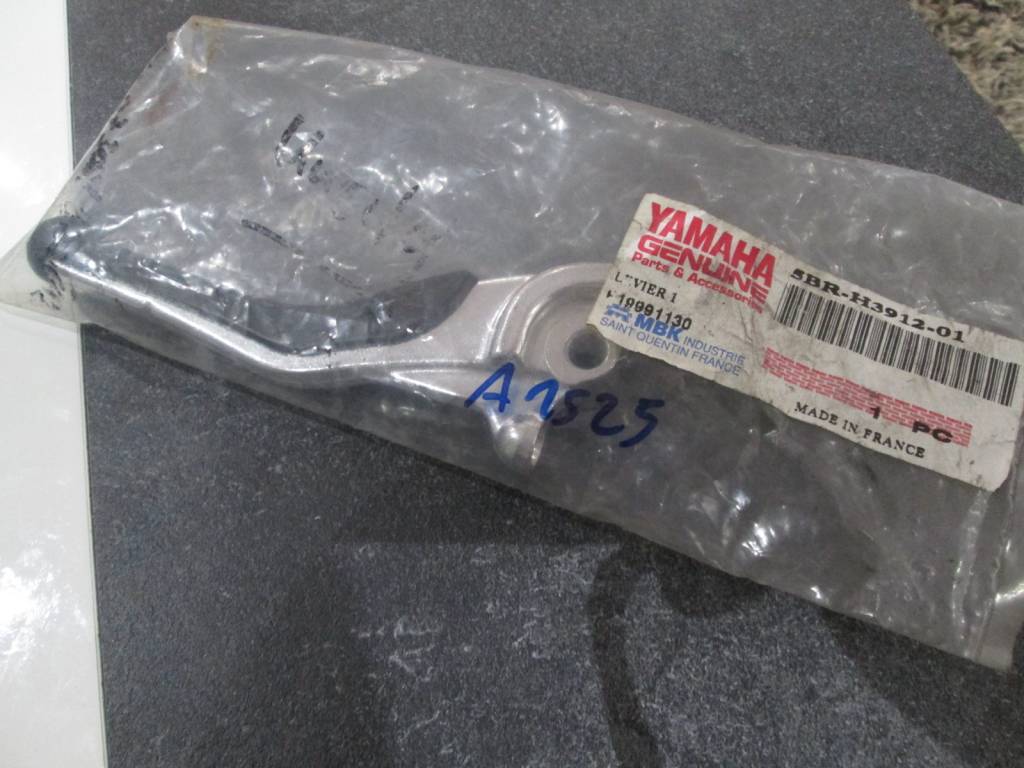 YAMAHA
GENUINE
Parts & Accessories
LEVIER 1
19991130
MBK INDUSTRIE
SAINT QUENTIN FRANCE
5BR-H3912-01
1 PC
MADE IN FRANCE
A1525